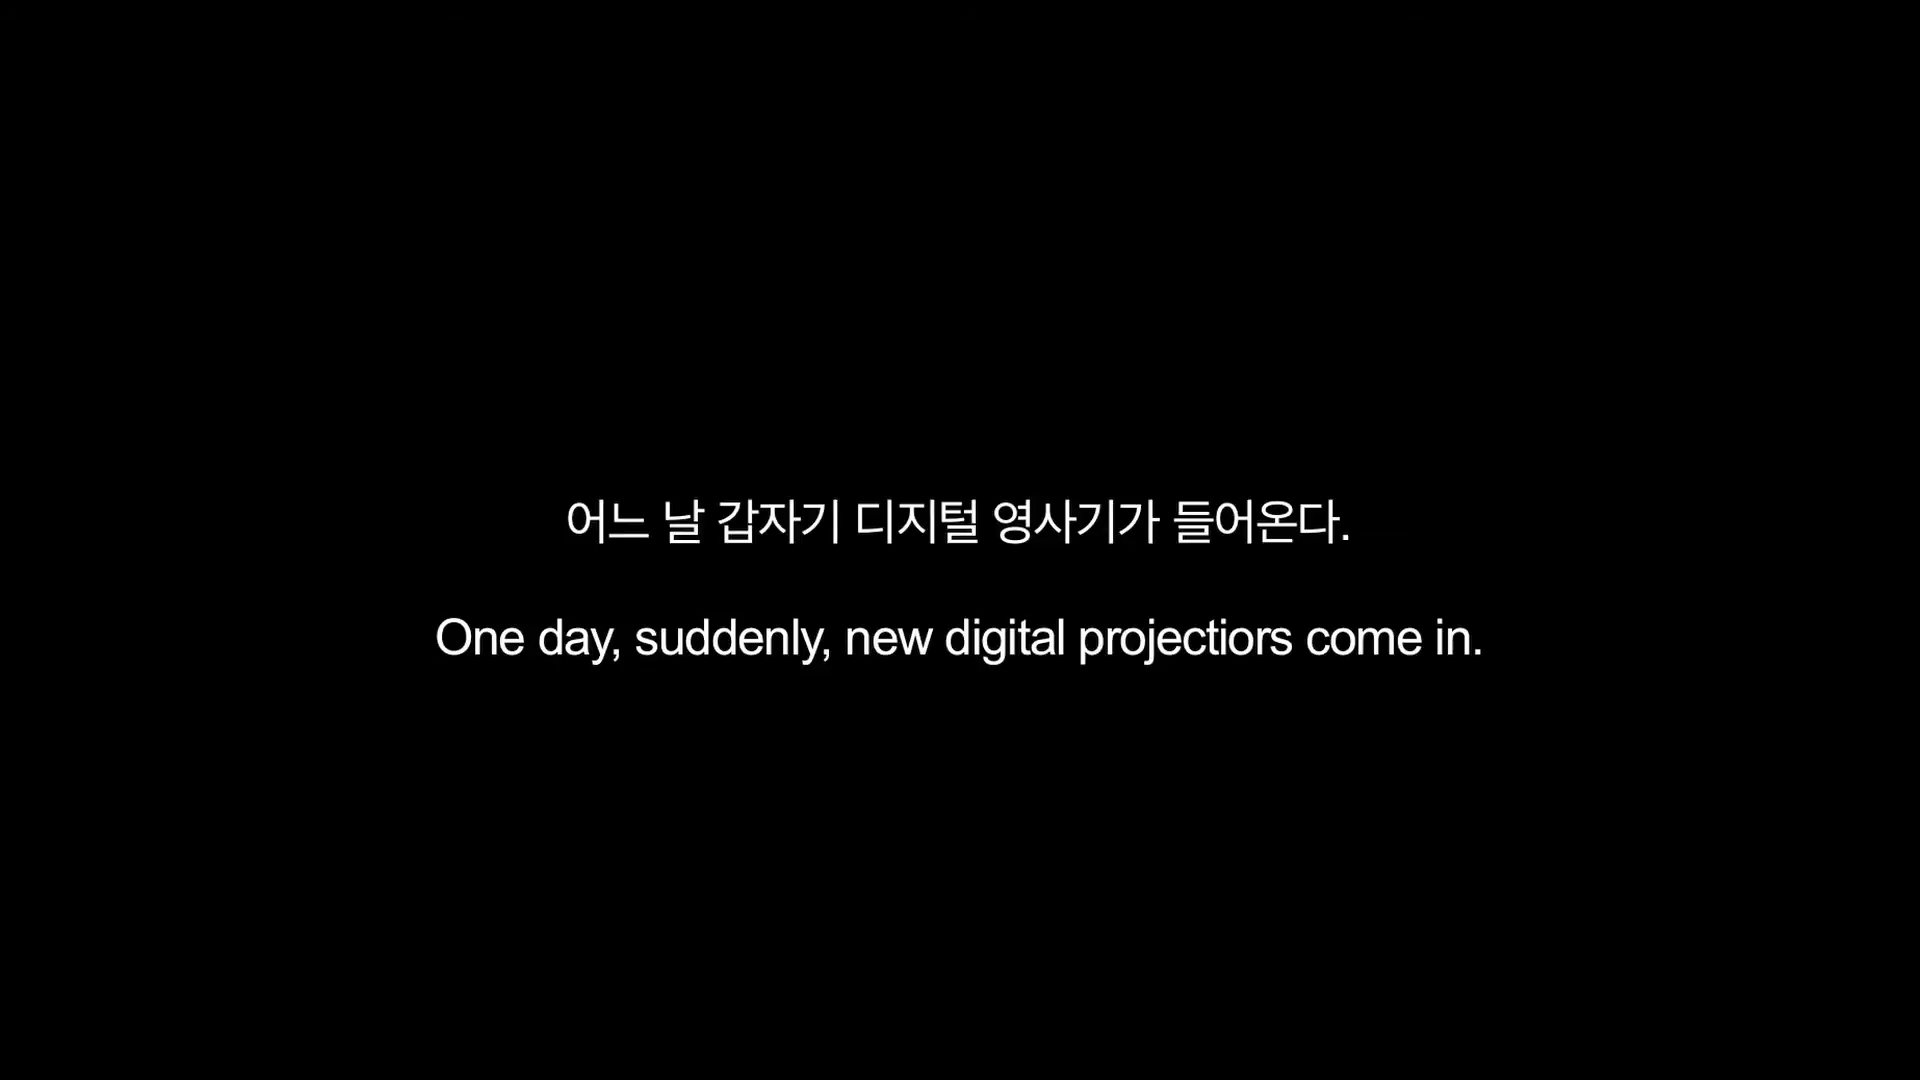 어느 날 갑자기 디지털 영사기가 들어온다.
One day, suddenly, new digital projectiors come in.